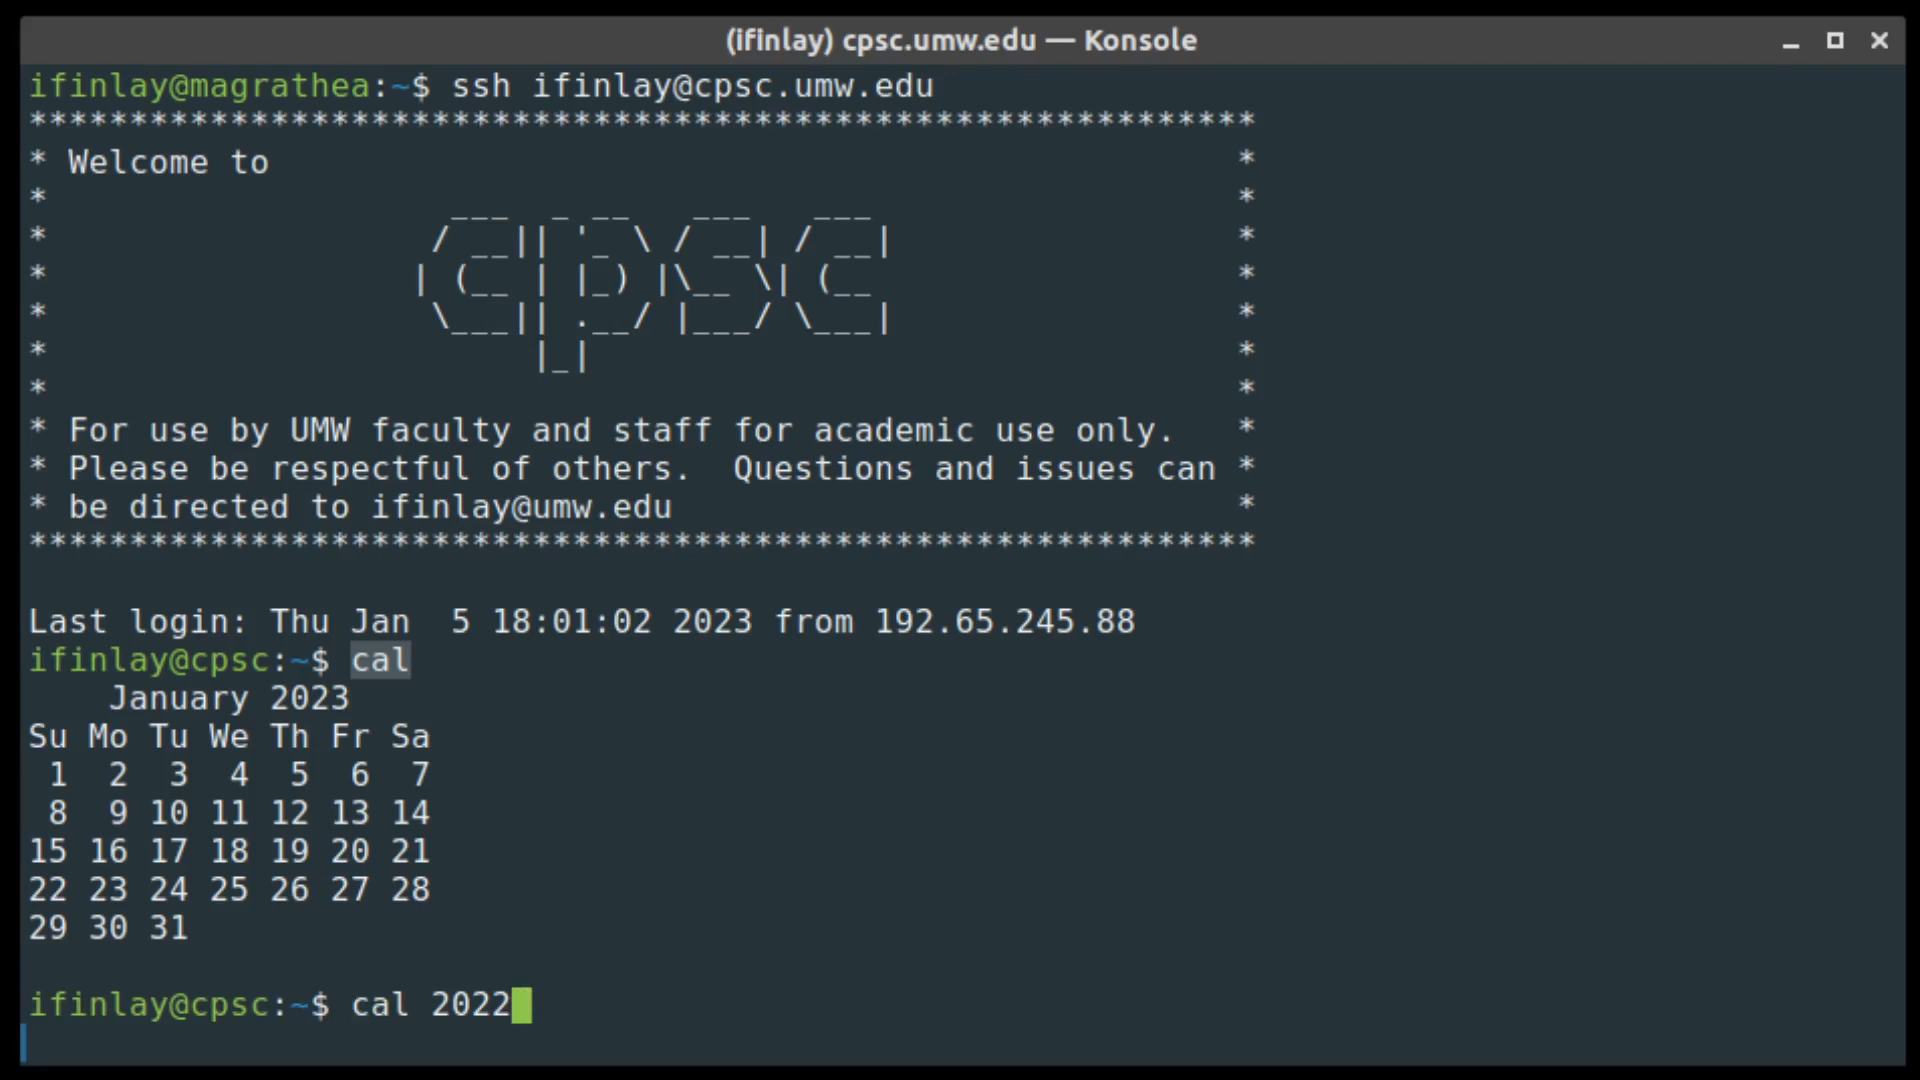 (ifinlay) cpsc.umw.edu — Konsole
ifinlay@magrathea:~$ ssh ifinlay@cpsc.umw.edu
*************************************************************
* Welcome to                                                *
*                                                           *
*                    ___  _ __   ___   ___                  *
*                   / __|| '_ \ / __| / __|                 *
*                  | (__ | |_) |\__ \| (__                  *
*                   \___|| .__/ |___/ \___|                 *
*                        |_|                                *
*                                                           *
* For use by UMW faculty and staff for academic use only.   *
* Please be respectful of others.  Questions and issues can *
* be directed to ifinlay@umw.edu                            *
*************************************************************
Last login: Thu Jan  5 18:01:02 2023 from 192.65.245.88
ifinlay@cpsc:~$ cal
    January 2023
Su Mo Tu We Th Fr Sa
 1  2  3  4  5  6  7
 8  9 10 11 12 13 14
15 16 17 18 19 20 21
22 23 24 25 26 27 28
29 30 31
ifinlay@cpsc:~$ cal 2022